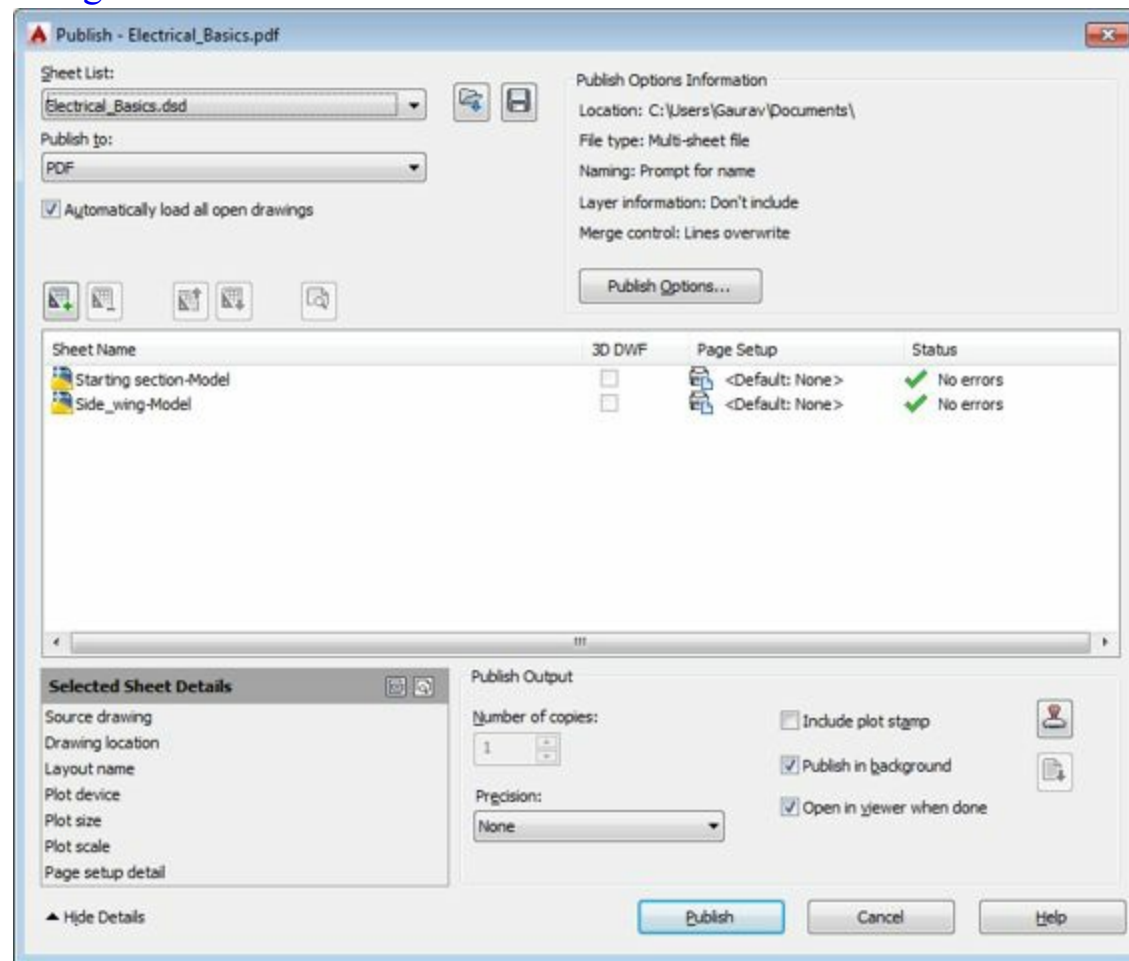 Publish - Electrical_Basics.pdf
Sheet List:
Electrical_Basics.dsd
Publish to:
PDF
Automatically load all open drawings
Publish Options Information
Location: C:\Users\Gaurav\Documents\
File type: Multi-sheet file
Naming: Prompt for name
Layer information: Don't include
Merge control: Lines overwrite
Publish Options...
Sheet Name 3D DWF Page Setup Status
Starting section-Model <Default: None> No errors
Side_wing-Model <Default: None> No errors
Selected Sheet Details
Source drawing
Drawing location
Layout name
Plot device
Plot size
Plot scale
Page setup detail
Publish Output
Number of copies:
1
Precision:
None
Include plot stamp
Publish in background
Open in viewer when done
Hide Details
Publish Cancel Help